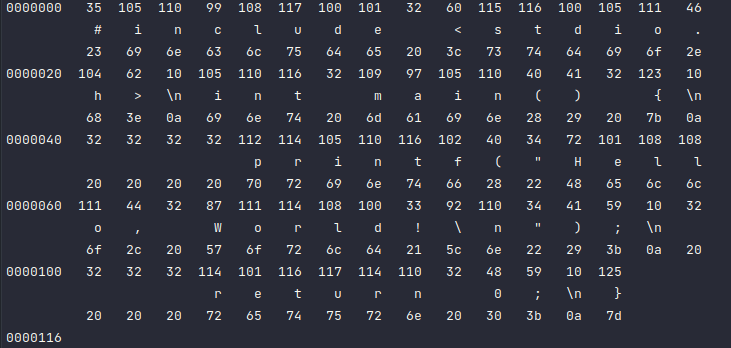 0000000 35 105 110 99 108 117 100 101 32 60 115 116 100 105 111 46
# i n c l u d e < s t d i o .
23 69 6e 63 6c 75 64 65 20 3c 73 74 64 69 6f 2e
0000020 104 62 10 105 110 116 32 109 97 105 110 40 41 32 123 10
h > \n i n t m a i n ( ) { \n
68 3e 0a 69 6e 74 20 6d 61 69 6e 28 29 20 7b 0a
0000040 32 32 32 32 112 114 105 110 116 102 40 34 72 101 108 108
p r i n t f ( " H e l l
20 20 20 20 70 72 69 6e 74 66 28 22 48 65 6c 6c
0000060 111 44 32 87 111 114 108 100 33 92 110 34 41 59 10 32
o , W o r l d ! \ n " ) ; \n
6f 2c 20 57 6f 72 6c 64 21 5c 6e 22 29 3b 0a 20
0000100 32 32 32 114 101 116 117 114 110 32 48 59 10 125
r e t u r n 0 ; \n }
20 20 20 72 65 74 75 72 6e 20 30 3b 0a 7d
0000116